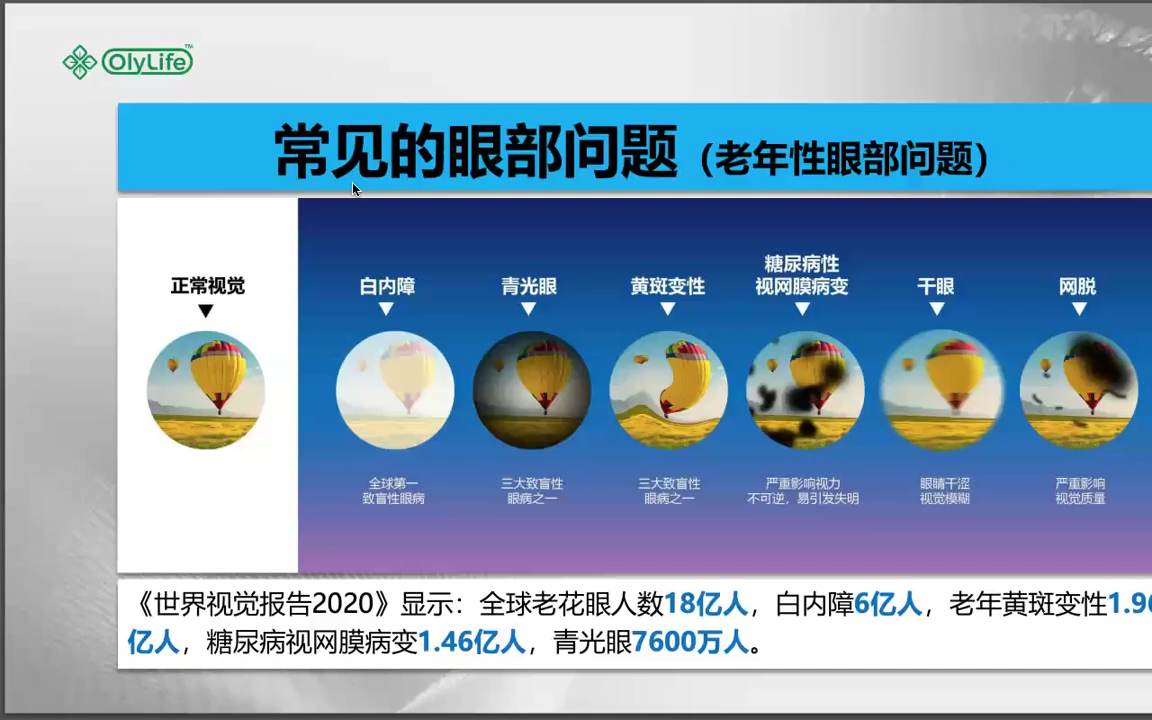 OlyLife™
常见的眼部问题（老年性眼部问题）
正常视觉
白内障
青光眼
黄斑变性
糖尿病性
视网膜病变
干眼
网脱
全球第一
致盲性眼病
三大致盲性
眼病之一
三大致盲性
眼病之一
严重影响视力
不可逆，易引发失明
眼睛干涩
视觉模糊
严重影响
视觉质量
《世界视觉报告2020》显示：全球老花眼人数18亿人，白内障6亿人，老年黄斑变性1.96
亿人，糖尿病视网膜病变1.46亿人，青光眼7600万人。